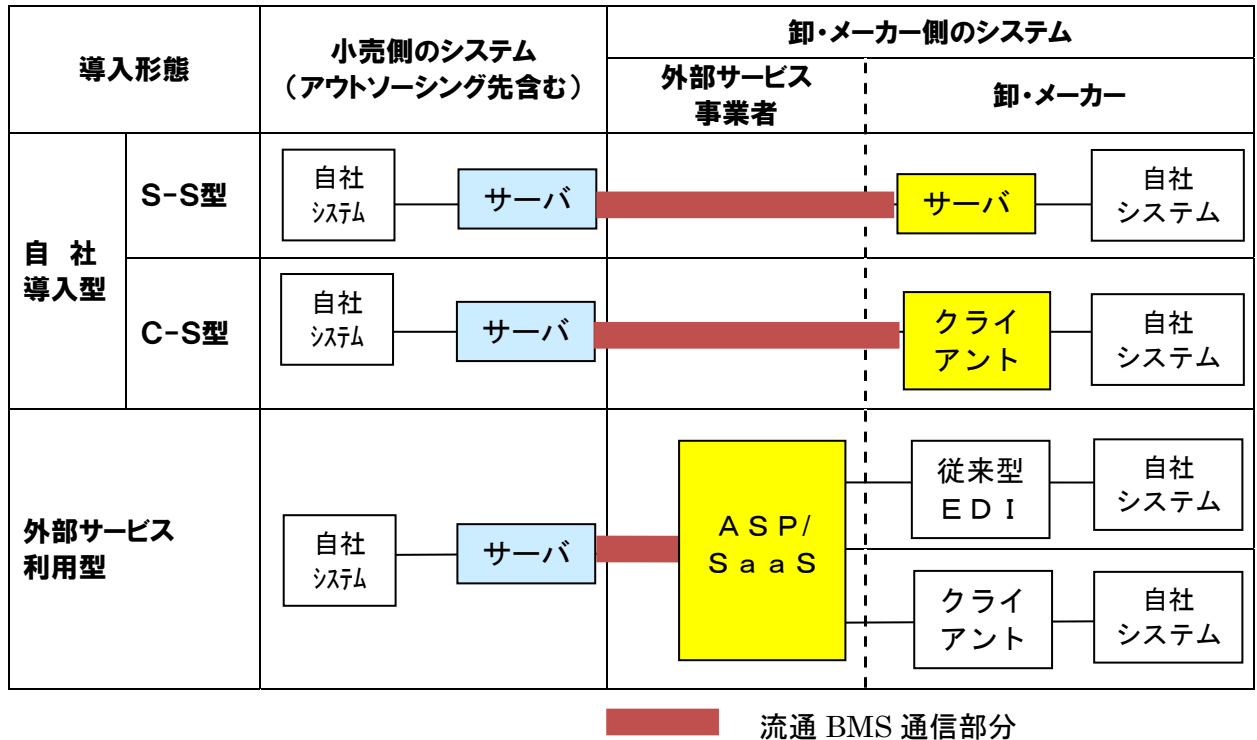 導入形態
小売側のシステム
(アウトソーシング先含む)
卸・メーカー側のシステム
外部サービス
事業者
卸・メーカー
自 社
導入型
S-S型
自社
ｼｽﾃﾑ
サーバ
サーバ
自社
システム
C-S型
自社
ｼｽﾃﾑ
サーバ
クライ
アント
自社
システム
外部サービス
利用型
自社
ｼｽﾃﾑ
サーバ
ＡＳＰ/
ＳａａＳ
従来型
ＥＤＩ
自社
システム
クライ
アント
自社
システム
流通 BMS 通信部分